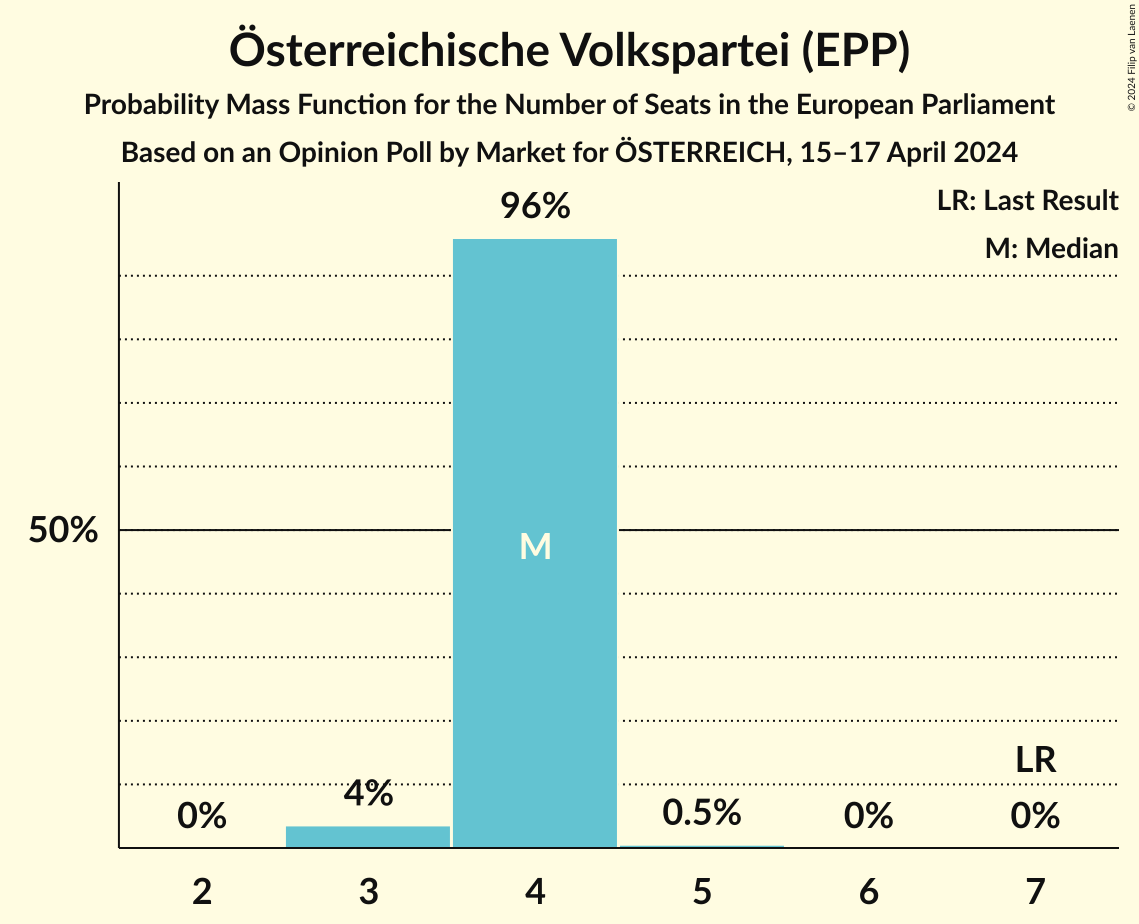 Österreichische Volkspartei (EPP)
Probability Mass Function for the Number of Seats in the European Parliament
Based on an Opinion Poll by Market for ÖSTERREICH, 15–17 April 2024
© 2024 Filip van Laenen
LR: Last Result
M: Median
96%
50%
M
LR
0%
4%
0.5%
0%
0%
2
3
4
5
6
7